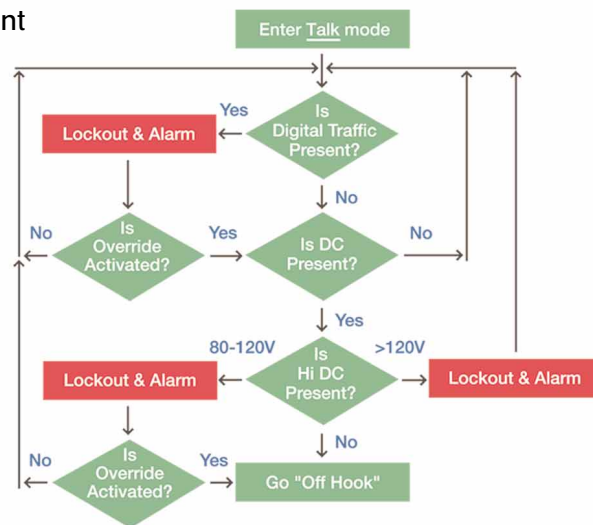 nt
Enter Talk mode
Is
Digital Traffic
Present?
Yes
Lockout & Alarm
No
Is
Override
Activated?
No
Yes
Is DC
Present?
No
Yes
80-120V
Is
Hi DC
Present?
>120V
Lockout & Alarm
Lockout & Alarm
No
Is
Override
Activated?
No
Yes
Go "Off Hook"